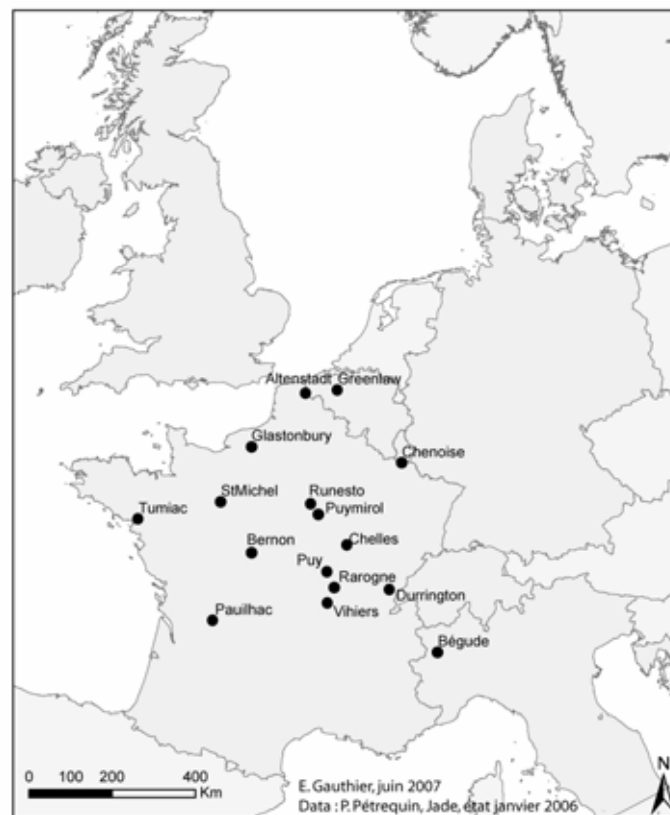 Altenstadt Greenlaw
Glastonbury
Chenoise
StMichel
Runesto
Tumiac
Puymirol
Bernon
Chelles
Puy
Rarogne
Durrington
Vihiers
Pauilhac
Bégude
0 100 200 400
Km
E. Gauthier, juin 2007
Data : P. Pétrequin, Jade, état janvier 2006
N